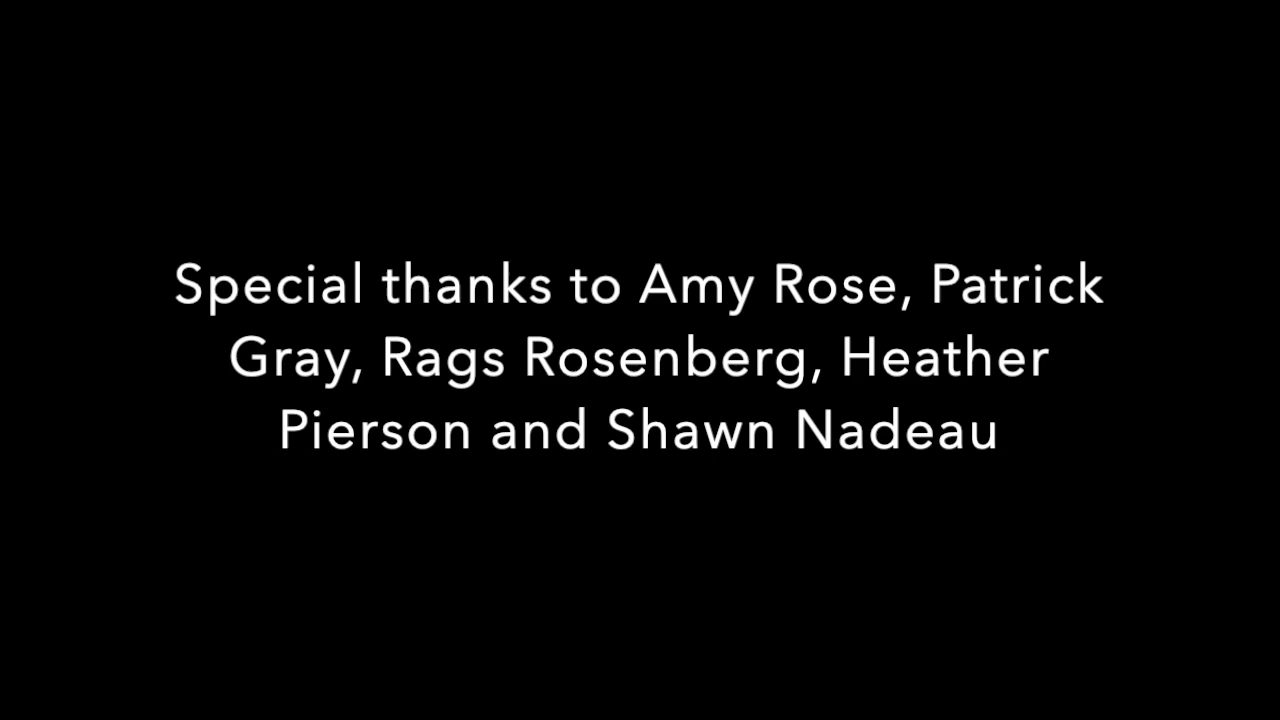 Special thanks to Amy Rose, Patrick
Gray, Rags Rosenberg, Heather
Pierson and Shawn Nadeau